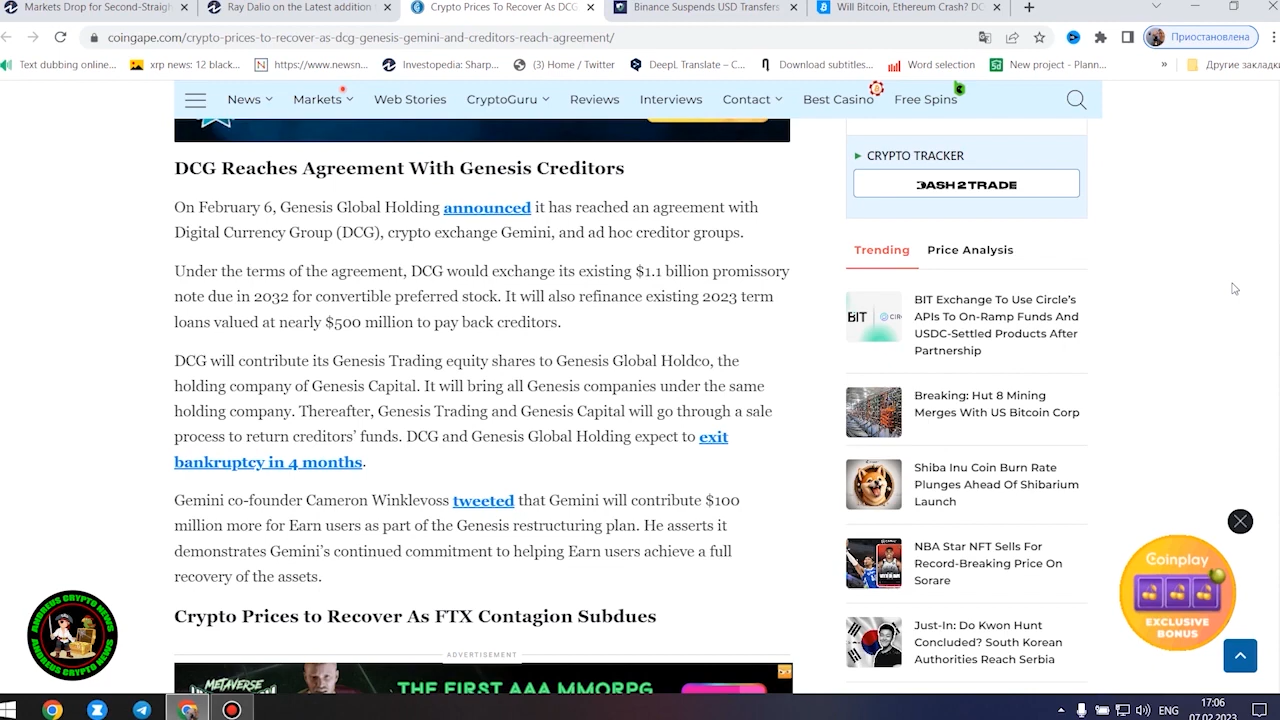 Markets Drop for Second-Straigh
Ray Dalio on the Latest addition
Crypto Prices To Recover As DCG
Binance Suspends USD Transfers
Will Bitcoin, Ethereum Crash? DC
coingape.com/crypto-prices-to-recover-as-dcg-genesis-gemini-and-creditors-reach-agreement/
Приостановлена
Text dubbing online...
xrp news: 12 black...
https://www.newsn...
Investopedia: Sharp...
(3) Home / Twitter
DeepL Translate – C...
Download subtitles...
Word selection
New project - Plann...
»
Другие закладки
News
Markets
Web Stories
CryptoGuru
Reviews
Interviews
Contact
Best Casino
Free Spins
DCG Reaches Agreement With Genesis Creditors
On February 6, Genesis Global Holding announced it has reached an agreement with
Digital Currency Group (DCG), crypto exchange Gemini, and ad hoc creditor groups.
Under the terms of the agreement, DCG would exchange its existing $1.1 billion promissory
note due in 2032 for convertible preferred stock. It will also refinance existing 2023 term
loans valued at nearly $500 million to pay back creditors.
DCG will contribute its Genesis Trading equity shares to Genesis Global Holdco, the
holding company of Genesis Capital. It will bring all Genesis companies under the same
holding company. Thereafter, Genesis Trading and Genesis Capital will go through a sale
process to return creditors’ funds. DCG and Genesis Global Holding expect to exit
bankruptcy in 4 months.
Gemini co-founder Cameron Winklevoss tweeted that Gemini will contribute $100
million more for Earn users as part of the Genesis restructuring plan. He asserts it
demonstrates Gemini’s continued commitment to helping Earn users achieve a full
recovery of the assets.
Crypto Prices to Recover As FTX Contagion Subdues
ADVERTISEMENT
METAVERSE
THE FIRST AAA MMORPG
CRYPTO TRACKER
DASH 2 TRADE
Trending
Price Analysis
BIT
CIR
BIT Exchange To Use Circle’s
APIs To On-Ramp Funds And
USDC-Settled Products After
Partnership
Breaking: Hut 8 Mining
Merges With US Bitcoin Corp
Shiba Inu Coin Burn Rate
Plunges Ahead Of Shibarium
Launch
NBA Star NFT Sells For
Record-Breaking Price On
Sorare
Just-In: Do Kwon Hunt
Concluded? South Korean
Authorities Reach Serbia
Coinplay
EXCLUSIVE
BONUS
ANDREUS CRYPTO NEWS
ANDREUS CRYPTO NEWS
ENG
17:06
07.02.2023